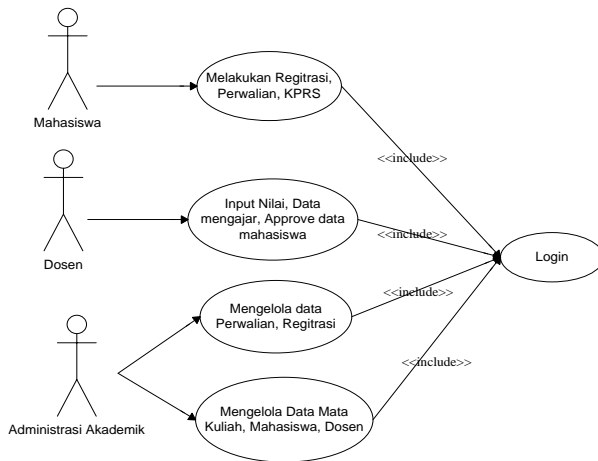 Mahasiswa
Melakukan Regitrasi,
Perwalian, KPRS
<<include>>
Dosen
Input Nilai, Data
mengajar, Approve data
mahasiswa
<<include>>
Login
Administrasi Akademik
Mengelola data
Perwalian, Regitrasi
<<include>>
Mengelola Data Mata
Kuliah, Mahasiswa, Dosen
<<include>>